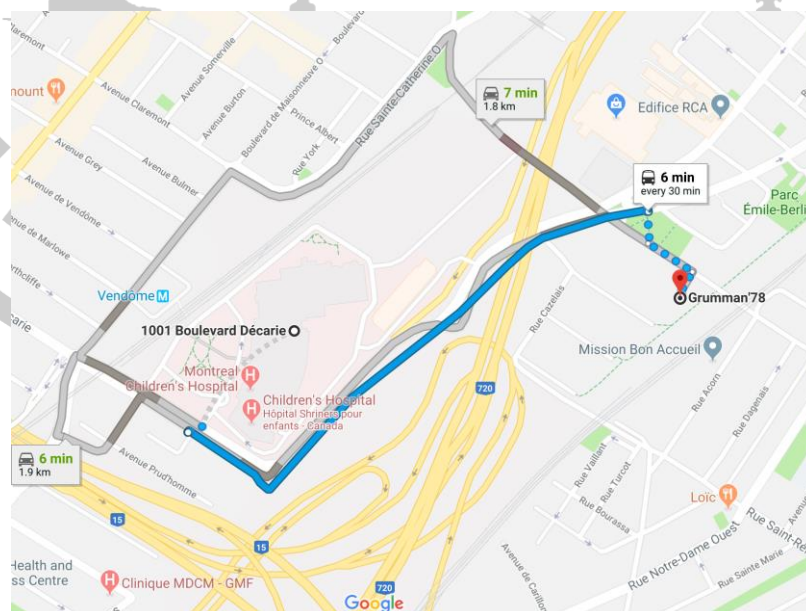 Claremont
Avenue Somerville
Avenue Claremont
Avenue Burton
Boulevard de Maisonneuve O
Prince Albert
Rue York
Rue Sainte-Catherine O
7 min
1.8 km
Edifice RCA
6 min
every 30 min
Parc
Émile-Berli
Avenue Grey
Avenue Bulmer
Avenue de Vendôme
Avenue de Marlowe
Vendôme M
1001 Boulevard Décarie
Grumman'78
Rue Cazelais
Mission Bon Accueil
Montreal
Children's Hospital
Children's Hospital
Hôpital Shriners pour
enfants - Canada
720
Rue Acorn
Rue Dagenais
6 min
1.9 km
Avenue Prud'homme
Rue Vaillant
Rue Turcot
Rue Bourassa
Loïc
15
15
Rue Notre-Dame Ouest
Rue Sainte Marie
Avenue de Carillon
Health and
ss Centre
Clinique MDCM - GMF
720
Google